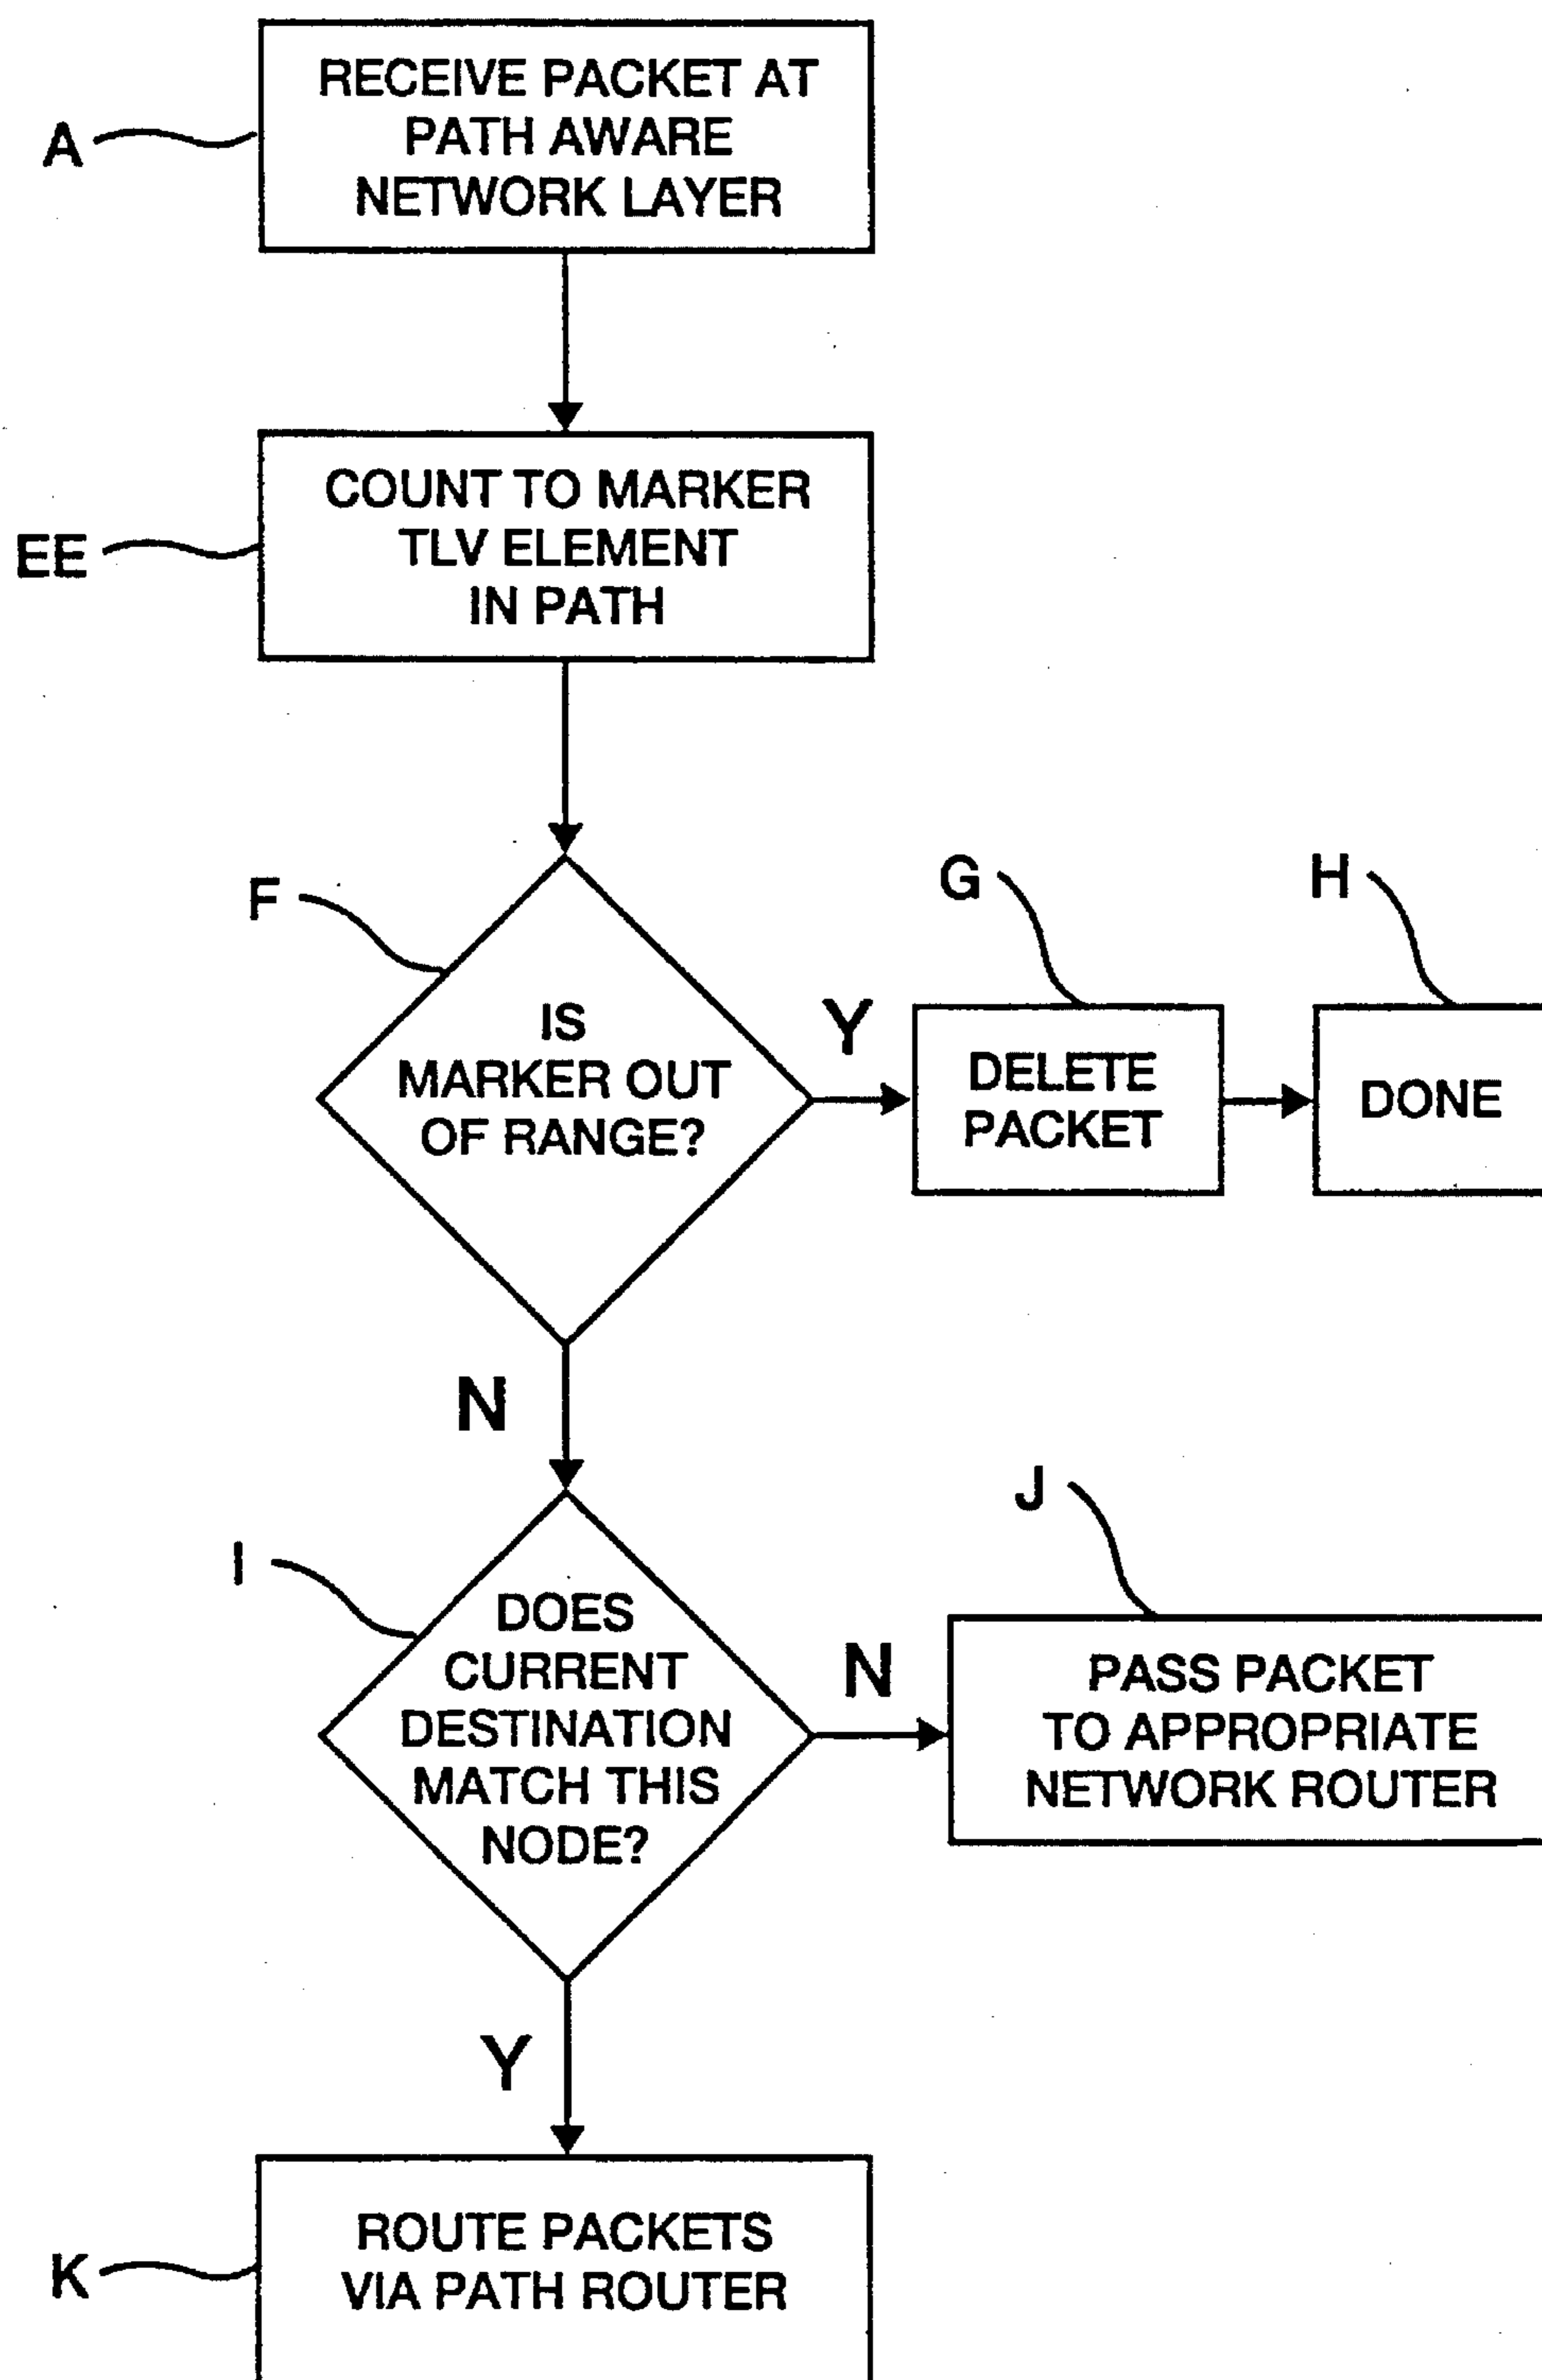 RECEIVE PACKET AT
PATH AWARE
NETWORK LAYER
A
COUNT TO MARKER
TLV ELEMENT
IN PATH
EE
F
IS
MARKER OUT
OF RANGE?
Y
G
DELETE
PACKET
H
DONE
N
I
DOES
CURRENT
DESTINATION
MATCH THIS
NODE?
N
J
PASS PACKET
TO APPROPRIATE
NETWORK ROUTER
Y
K
ROUTE PACKETS
VIA PATH ROUTER